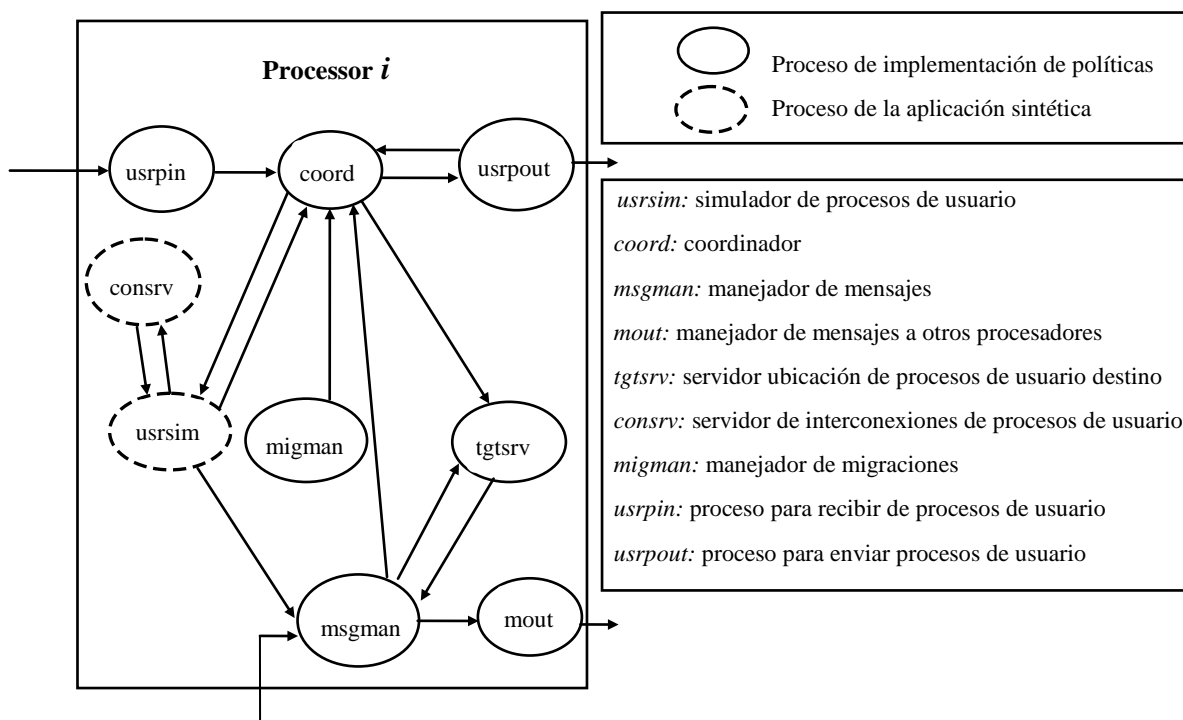 Processor i
usrpin
coord
usrpout
consrv
usrsim
migman
tgtsrv
msgman
mout
Proceso de implementación de políticas
Proceso de la aplicación sintética
usrsim: simulador de procesos de usuario
coord: coordinador
msgman: manejador de mensajes
mout: manejador de mensajes a otros procesadores
tgtsrv: servidor ubicación de procesos de usuario destino
consrv: servidor de interconexiones de procesos de usuario
migman: manejador de migraciones
usrpin: proceso para recibir de procesos de usuario
usrpout: proceso para enviar procesos de usuario